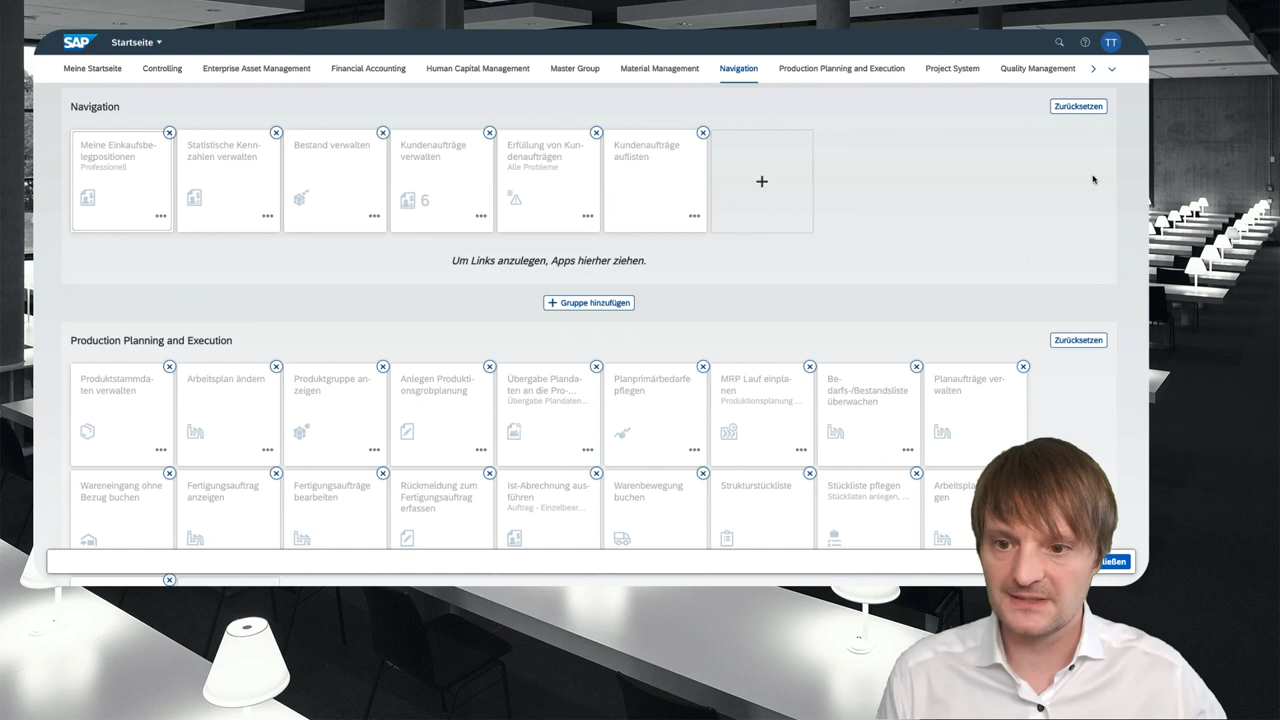 SAP Startseite
TT
Meine Startseite Controlling Enterprise Asset Management Financial Accounting Human Capital Management Master Group Material Management Navigation Production Planning and Execution Project System Quality Management
Navigation
Zurücksetzen
Meine Einkaufsbe-
legpositionen
Professionell
Statistische Kenn-
zahlen verwalten
Bestand verwalten
Kundenaufträge
verwalten
6
Erfüllung von Kun-
denaufträgen
Alle Probleme
Kundenaufträge
auflisten
+
Um Links anzulegen, Apps hierher ziehen.
+ Gruppe hinzufügen
Production Planning and Execution
Zurücksetzen
Produktstammda-
ten verwalten
Arbeitsplan ändern
Produktgruppe an-
zeigen
Anlegen Produkti-
onsgrobplanung
Übergabe Planda-
ten an die Pro-...
Übergabe Plandaten...
Planprimärbedarfe
pflegen
MRP Lauf einpla-
nen
Produktionsplanung ...
Be-
darfs-/Bestandsliste
überwachen
Planaufträge ver-
walten
Wareneingang ohne
Bezug buchen
Fertigungsauftrag
anzeigen
Fertigungsaufträge
bearbeiten
Rückmeldung zum
Fertigungsauftrag
erfassen
Ist-Abrechnung aus-
führen
Auftrag - Einzelbear...
Warenbewegung
buchen
Strukturstückliste
Stückliste pflegen
Stücklisten anlegen, ...
Arbeitsplan
gen
ießen